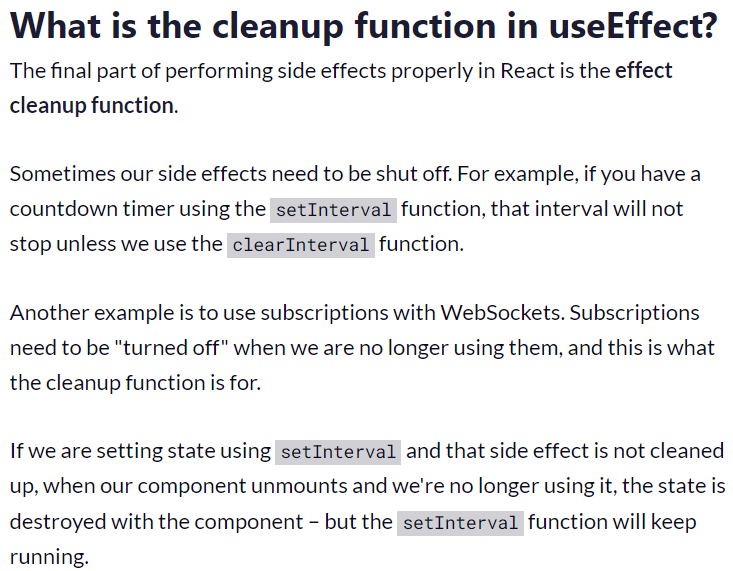 What is the cleanup function in useEffect?
The final part of performing side effects properly in React is the effect
cleanup function.
Sometimes our side effects need to be shut off. For example, if you have a
countdown timer using the setInterval function, that interval will not
stop unless we use the clearInterval function.
Another example is to use subscriptions with WebSockets. Subscriptions
need to be "turned off" when we are no longer using them, and this is what
the cleanup function is for.
If we are setting state using setInterval and that side effect is not cleaned
up, when our component unmounts and we're no longer using it, the state is
destroyed with the component – but the setInterval function will keep
running.